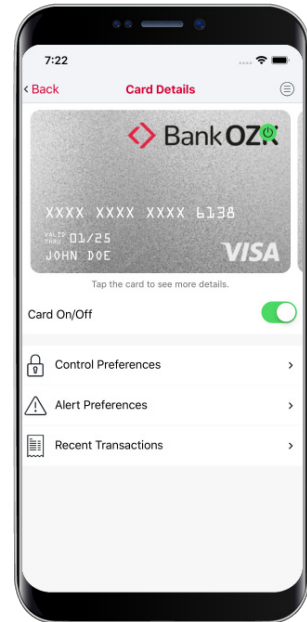 7:22
Back
Card Details
Bank OZK
XXXX XXXX XXXX 6138
VALID THRU 01/25
JOHN DOE
VISA
Tap the card to see more details.
Card On/Off
Control Preferences
Alert Preferences
Recent Transactions